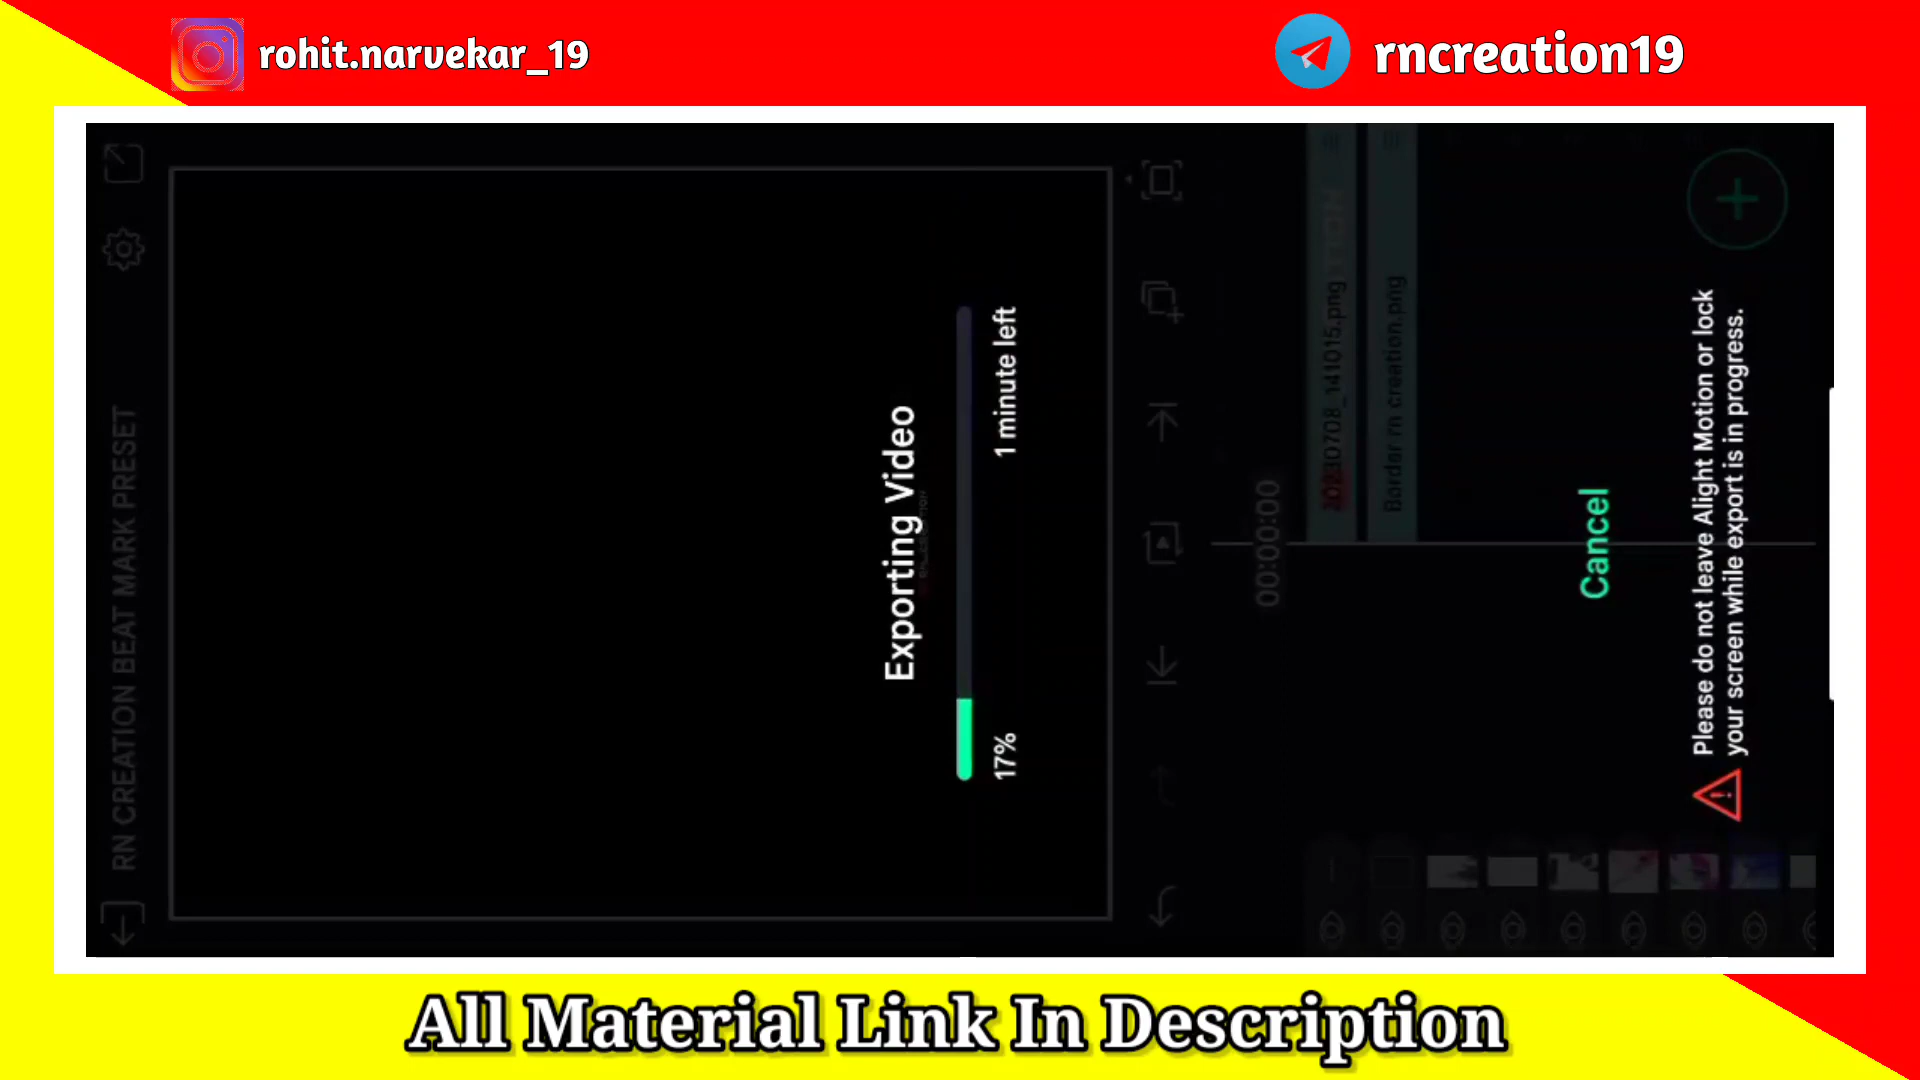 rohit.narvekar_19
rncreation19
RN CREATION BEAT MARK PRESET
Exporting Video
17%
1 minute left
00:00:00
20230708_141015.png
Border rn creation.png
Cancel
Please do not leave Alight Motion or lock
your screen while export is in progress.
All Material Link In Description